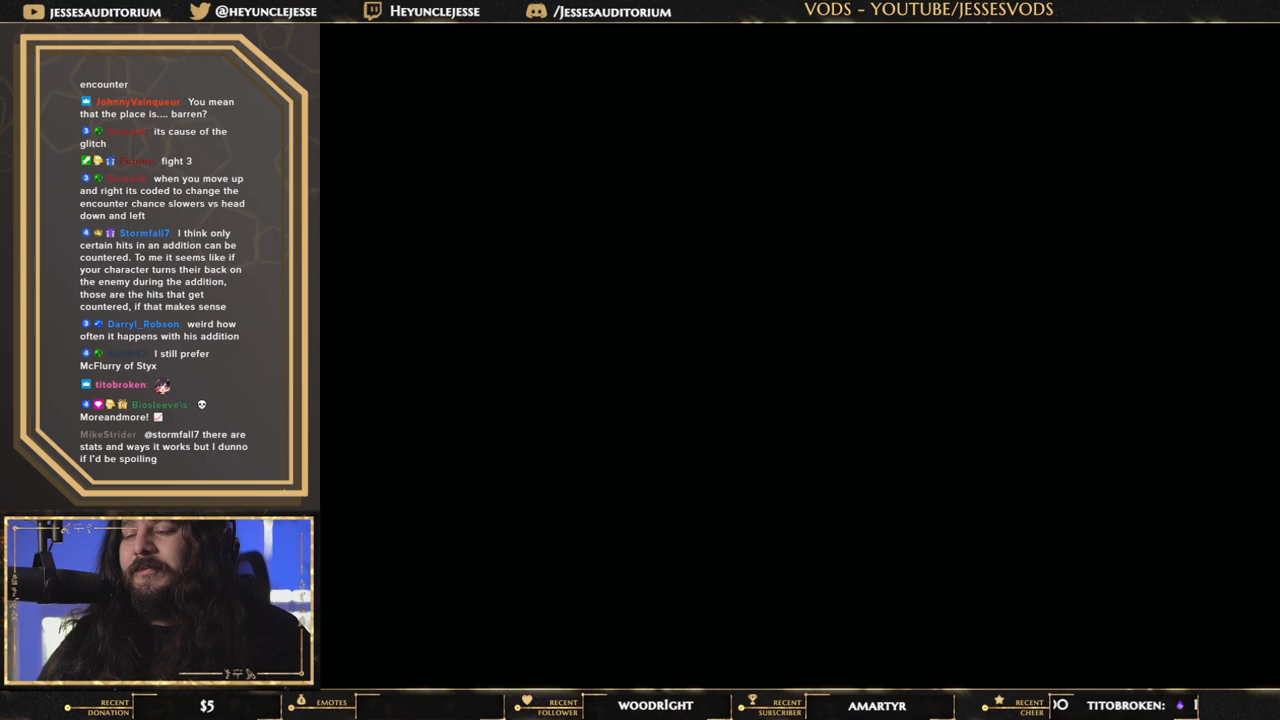 JESSESAUDITORIUM @HEYUNCLEJESSE HEYUNCLEJESSE /JESSESAUDITORIUM VODS - YOUTUBE/JESSESVODS
encounter
JohnnyVainqueur You mean
that the place is.... barren?
its cause of the
glitch
fight 3
when you move up
and right its coded to change the
encounter chance slowers vs head
down and left
Stormfall7 I think only
certain hits in an addition can be
countered. To me it seems like if
your character turns their back on
the enemy during the addition,
those are the hits that get
countered, if that makes sense
Darryl_Robson: weird how
often it happens with his addition
I still prefer
McFlurry of Styx
titobroken:
Biosleeve1s
Moreandmore!
MikeStrider @stormfall7 there are
stats and ways it works but I dunno
if I'd be spoiling
RECENT
DONATION
$5
EMOTES
RECENT
FOLLOWER
WOODRIGHT
RECENT
SUBSCRIBER
AMARTYR
RECENT
CHEER
TITOBROKEN: